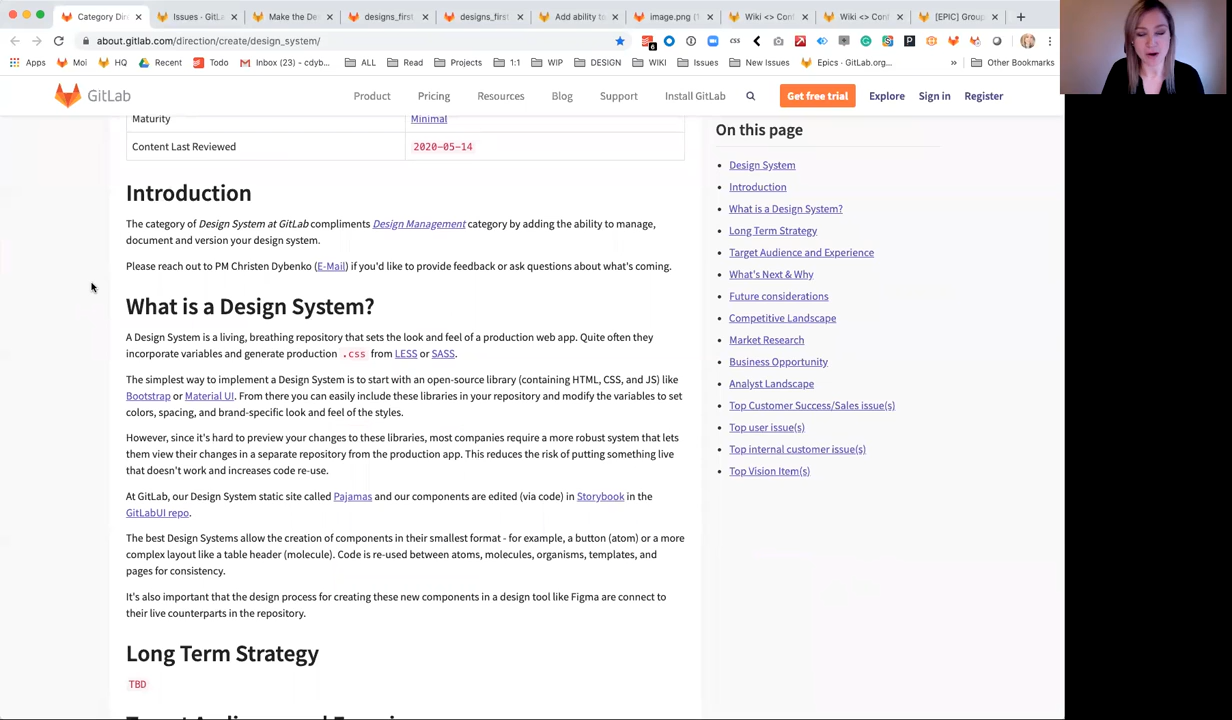 Category Dire
Issues · GitLa
Make the De
designs_first
designs_first
Add ability to
image.png (1
Wiki <> Conf
Wiki <> Conf
[EPIC] Group
about.gitlab.com/direction/create/design_system/
Apps
Moi
HQ
Recent
Todo
Inbox (23) - cdyb...
ALL
Read
Projects
1:1
WIP
DESIGN
WIKI
Issues
New Issues
Epics · GitLab.org...
»
Other Bookmarks
GitLab
Product
Pricing
Resources
Blog
Support
Install GitLab
Get free trial
Explore
Sign in
Register
Maturity Minimal
Content Last Reviewed 2020-05-14
Introduction
The category of Design System at GitLab compliments Design Management category by adding the ability to manage,
document and version your design system.
Please reach out to PM Christen Dybenko (E-Mail) if you'd like to provide feedback or ask questions about what's coming.
What is a Design System?
A Design System is a living, breathing repository that sets the look and feel of a production web app. Quite often they
incorporate variables and generate production .css from LESS or SASS.
The simplest way to implement a Design System is to start with an open-source library (containing HTML, CSS, and JS) like
Bootstrap or Material UI. From there you can easily include these libraries in your repository and modify the variables to set
colors, spacing, and brand-specific look and feel of the styles.
However, since it's hard to preview your changes to these libraries, most companies require a more robust system that lets
them view their changes in a separate repository from the production app. This reduces the risk of putting something live
that doesn't work and increases code re-use.
At GitLab, our Design System static site called Pajamas and our components are edited (via code) in Storybook in the
GitLabUI repo.
The best Design Systems allow the creation of components in their smallest format - for example, a button (atom) or a more
complex layout like a table header (molecule). Code is re-used between atoms, molecules, organisms, templates, and
pages for consistency.
It's also important that the design process for creating these new components in a design tool like Figma are connect to
their live counterparts in the repository.
Long Term Strategy
TBD
On this page
Design System
Introduction
What is a Design System?
Long Term Strategy
Target Audience and Experience
What's Next & Why
Future considerations
Competitive Landscape
Market Research
Business Opportunity
Analyst Landscape
Top Customer Success/Sales issue(s)
Top user issue(s)
Top internal customer issue(s)
Top Vision Item(s)